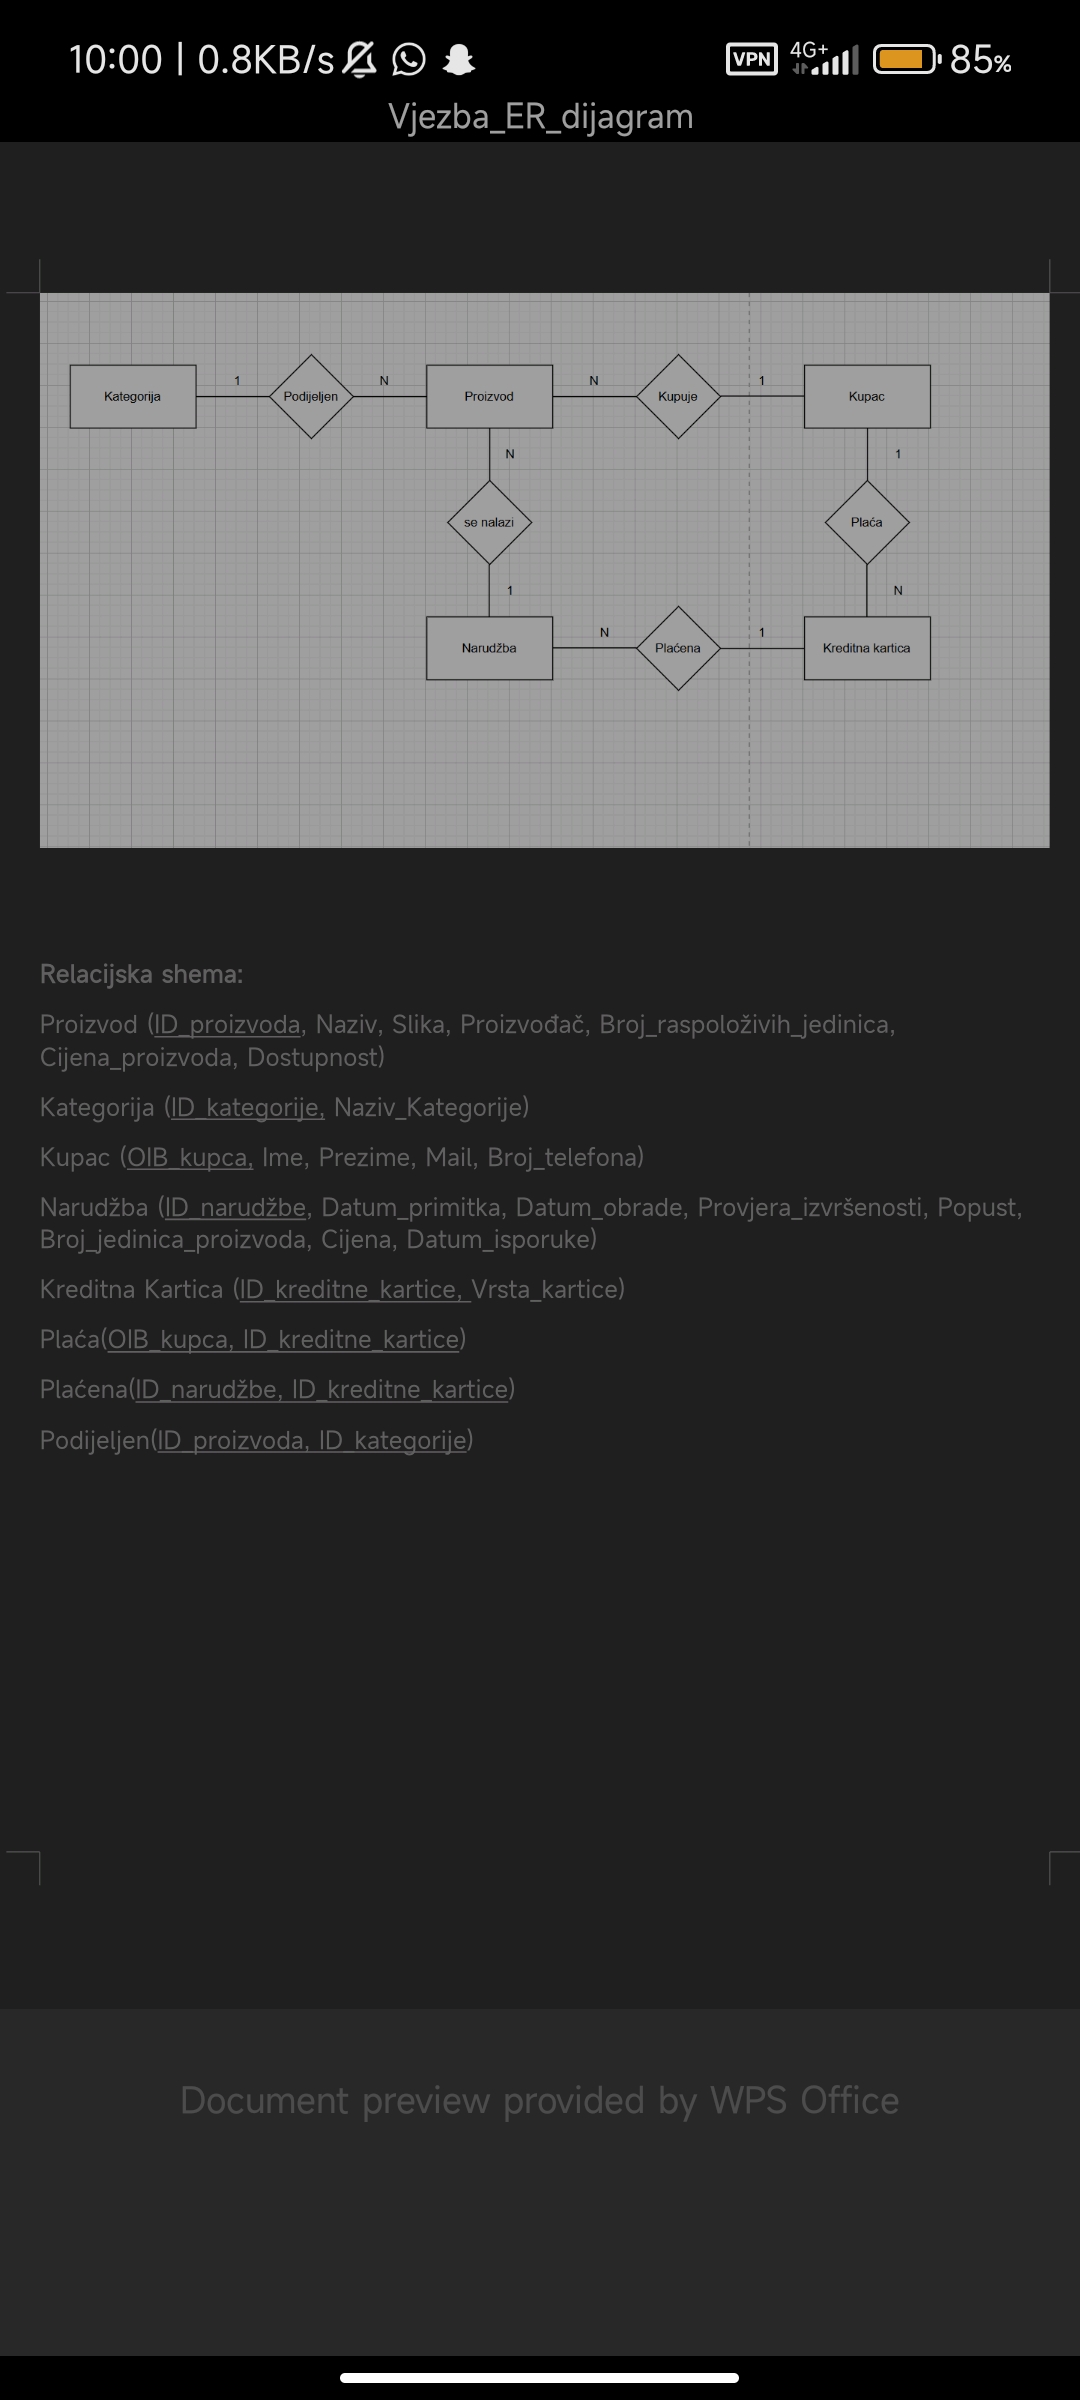 10:00 | 0.8KB/s VPN 4G+ 85%
Vjezba_ER_dijagram
Kategorija 1 Podijeljen N Proizvod N Kupuje 1 Kupac
N 1
se nalazi Plaća
1 N
Narudžba N Plaćena 1 Kreditna kartica
Relacijska shema:
Proizvod (ID_proizvoda, Naziv, Slika, Proizvođač, Broj_raspoloživih_jedinica,
Cijena_proizvoda, Dostupnost)
Kategorija (ID_kategorije, Naziv_Kategorije)
Kupac (OIB_kupca, Ime, Prezime, Mail, Broj_telefona)
Narudžba (ID_narudžbe, Datum_primitka, Datum_obrade, Provjera_izvršenosti, Popust,
Broj_jedinica_proizvoda, Cijena, Datum_isporuke)
Kreditna Kartica (ID_kreditne_kartice, Vrsta_kartice)
Plaća(OIB_kupca, ID_kreditne_kartice)
Plaćena(ID_narudžbe, ID_kreditne_kartice)
Podijeljen(ID_proizvoda, ID_kategorije)
Document preview provided by WPS Office